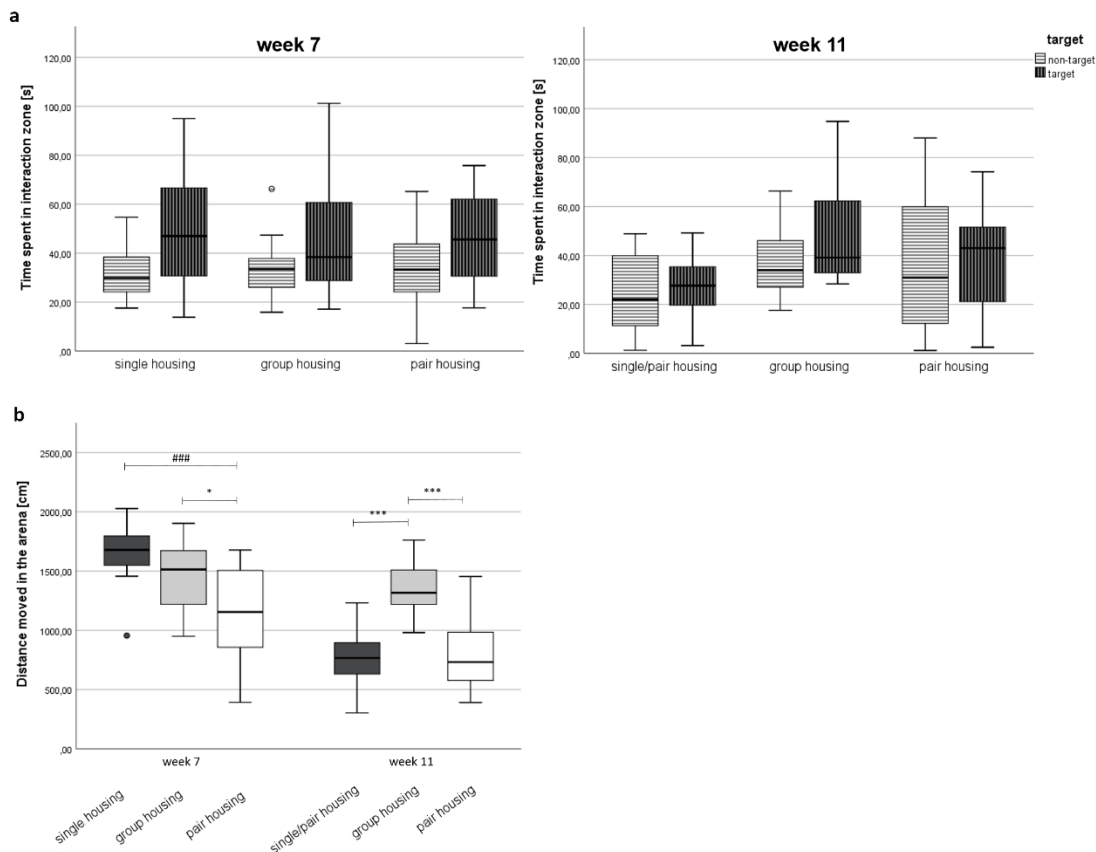 a
week 7
Time spent in interaction zone [s]
120,00
100,00
80,00
60,00
40,00
20,00
,00
single housing
group housing
pair housing
week 11
Time spent in interaction zone [s]
120,00
100,00
80,00
60,00
40,00
20,00
,00
single/pair housing
group housing
pair housing
target
non-target
target
b
Distance moved in the arena [cm]
2500,00
2000,00
1500,00
1000,00
500,00
,00
###
*
***
***
week 7
week 11
single housing
group housing
pair housing
single/pair housing
group housing
pair housing